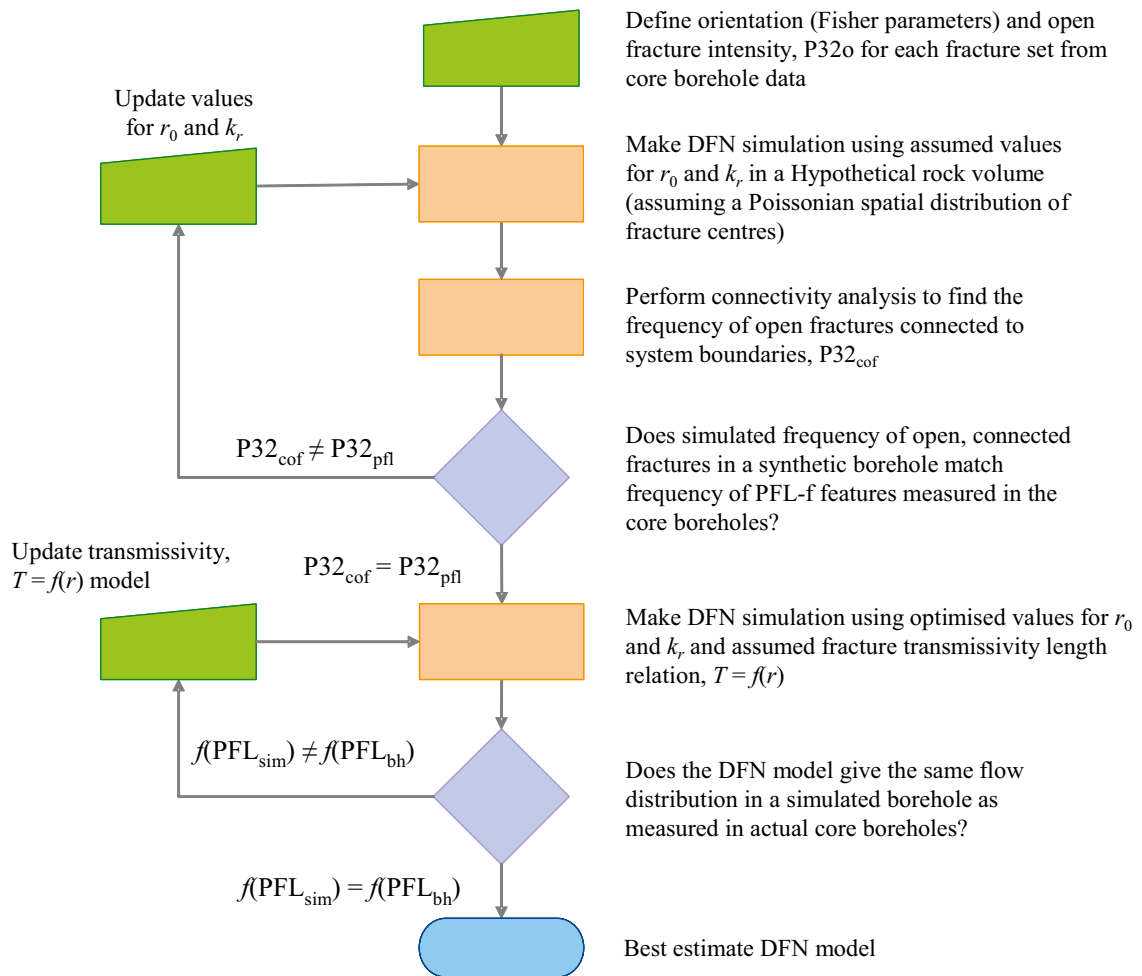 Define orientation (Fisher parameters) and open
fracture intensity, P32o for each fracture set from
core borehole data
Update values
for r₀ and kᵣ
Make DFN simulation using assumed values
for r₀ and kᵣ in a Hypothetical rock volume
(assuming a Poissonian spatial distribution of
fracture centres)
Perform connectivity analysis to find the
frequency of open fractures connected to
system boundaries, P32cof
P32cof ≠ P32pfl
Does simulated frequency of open, connected
fractures in a synthetic borehole match
frequency of PFL-f features measured in the
core boreholes?
Update transmissivity,
T = f(r) model
P32cof = P32pfl
Make DFN simulation using optimised values for r₀
and kᵣ and assumed fracture transmissivity length
relation, T = f(r)
f(PFLsim) ≠ f(PFLbh)
Does the DFN model give the same flow
distribution in a simulated borehole as
measured in actual core boreholes?
f(PFLsim) = f(PFLbh)
Best estimate DFN model